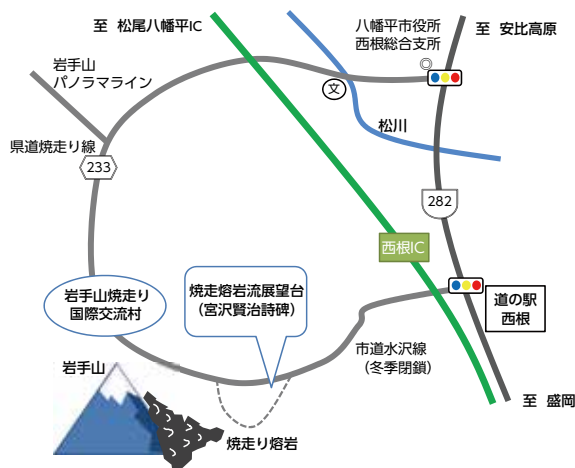 至 松尾八幡平IC
八幡平市役所
西根総合支所
至 安比高原
岩手山
パノラマライン
文
松川
県道焼走り線
233
282
西根IC
岩手山焼走り
国際交流村
焼走熔岩流展望台
(宮沢賢治詩碑)
道の駅
西根
市道水沢線
(冬季閉鎖)
岩手山
至 盛岡
焼走り熔岩